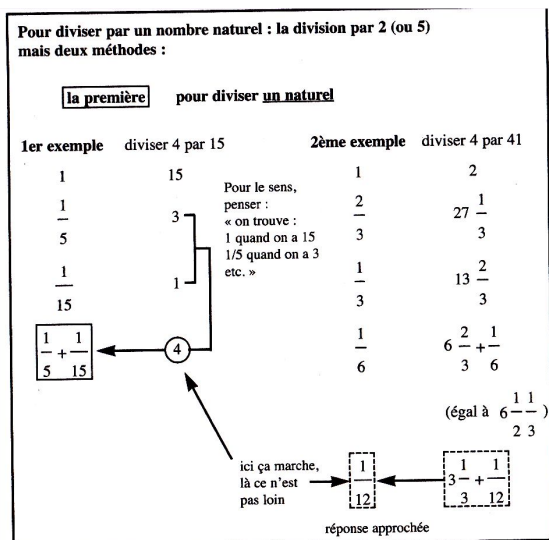 Pour diviser par un nombre naturel : la division par 2 (ou 5)
mais deux méthodes :
la première pour diviser un naturel
1er exemple diviser 4 par 15
1 15
1/5 3
1/15 1
1/5 + 1/15 4
Pour le sens,
penser :
« on trouve :
1 quand on a 15
1/5 quand on a 3
etc. »
2ème exemple diviser 4 par 41
1 2
2/3 27 1/3
1/3 13 2/3
1/6 6 2/3 + 1/6
(égal à 6 1/2 1/3 )
ici ça marche,
là ce n'est
pas loin
1/12 3 1/3 + 1/12
réponse approchée